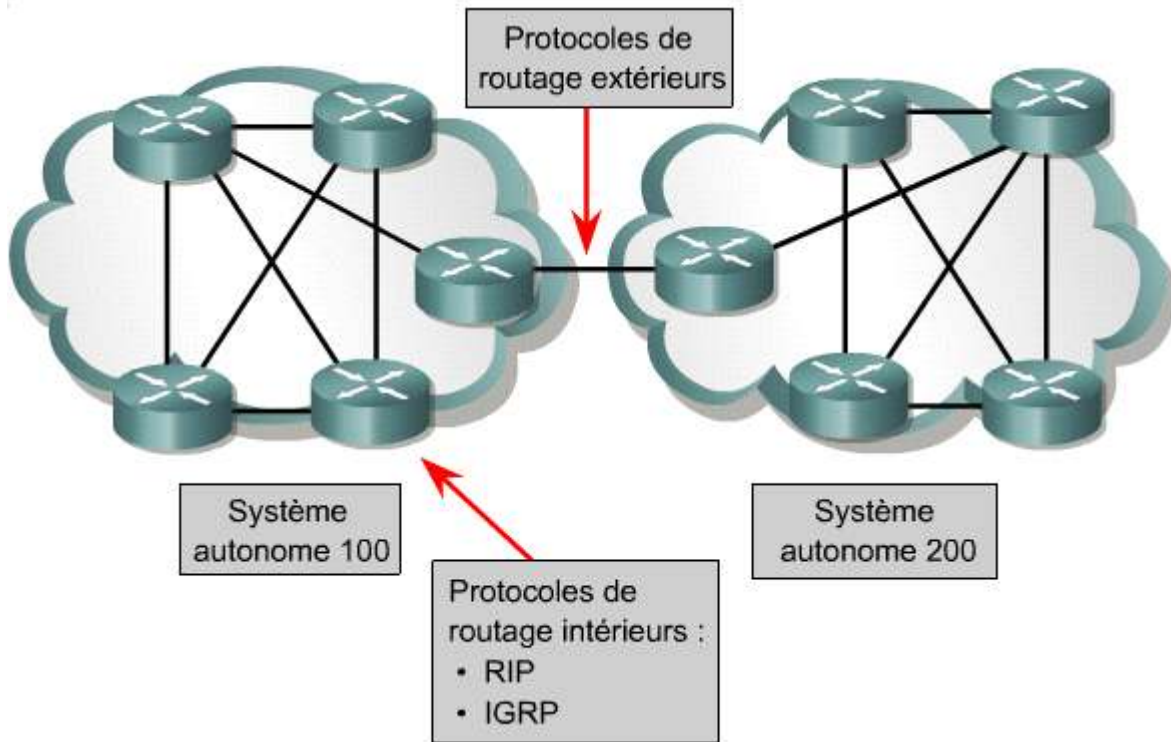 Protocoles de
routage extérieurs
Système
autonome 100
Système
autonome 200
Protocoles de
routage intérieurs :
• RIP
• IGRP